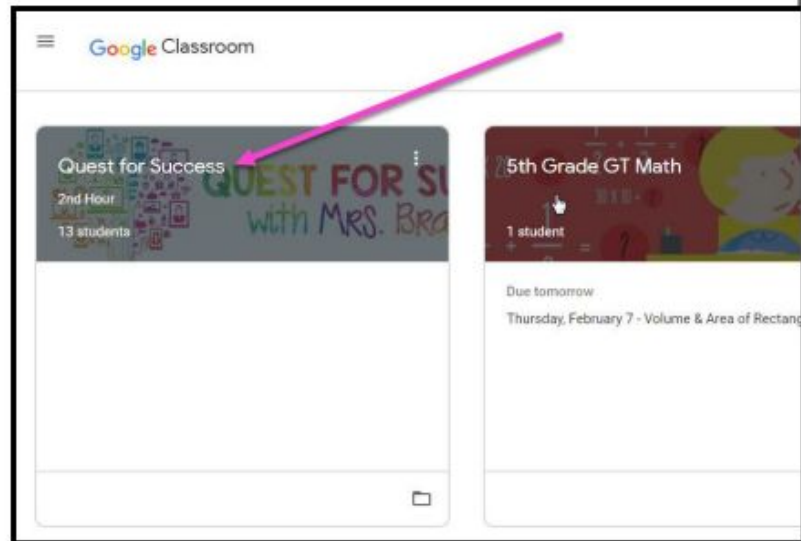 Google Classroom
Quest for Success
2nd Hour
13 students
QUEST FOR SU
with MRS. Bra
5th Grade GT Math
1 student
Due tomorrow
Thursday, February 7 - Volume & Area of Rectang